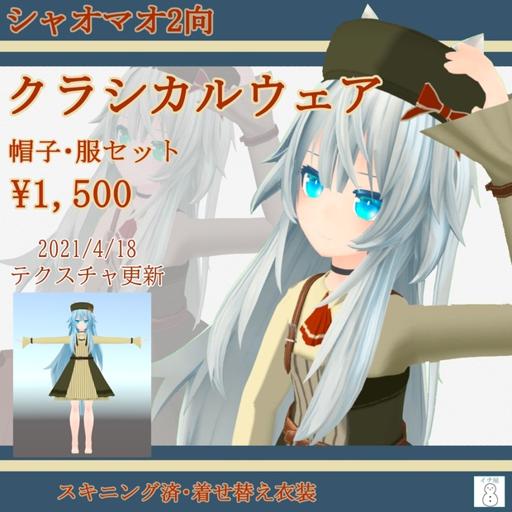 シャオマオ2向
クラシカルウェア
帽子・服セット
¥1,500
2021/4/18
テクスチャ更新
スキニング済・着せ替え衣装